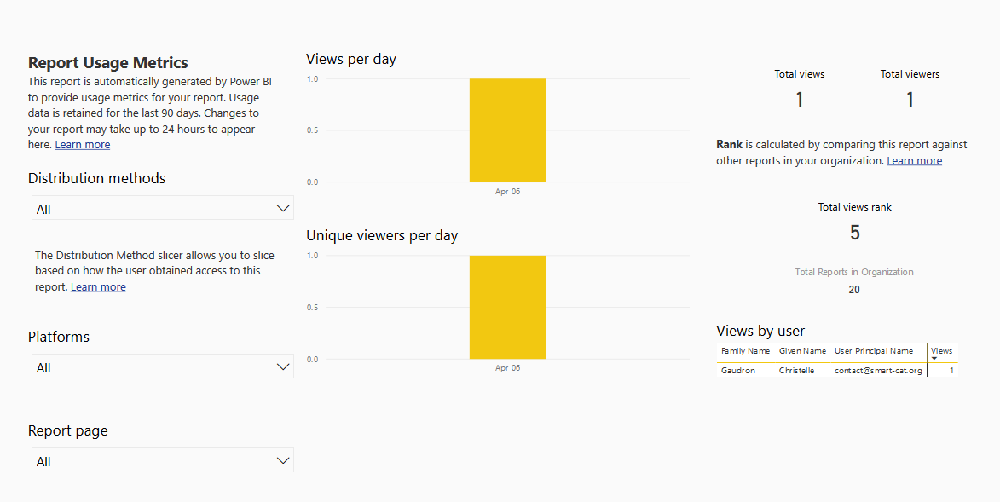 Report Usage Metrics
This report is automatically generated by Power BI
to provide usage metrics for your report. Usage
data is retained for the last 90 days. Changes to
your report may take up to 24 hours to appear
here. Learn more
Distribution methods
All
The Distribution Method slicer allows you to slice
based on how the user obtained access to this
report. Learn more
Platforms
All
Report page
All
Views per day
1.0
0.5
0.0
Apr 06
Unique viewers per day
1.0
0.5
0.0
Apr 06
Total views
1
Total viewers
1
Rank is calculated by comparing this report against
other reports in your organization. Learn more
Total views rank
5
Total Reports in Organization
20
Views by user
Family Name Given Name User Principal Name Views
Gaudron Christelle contact@smart-cat.org 1